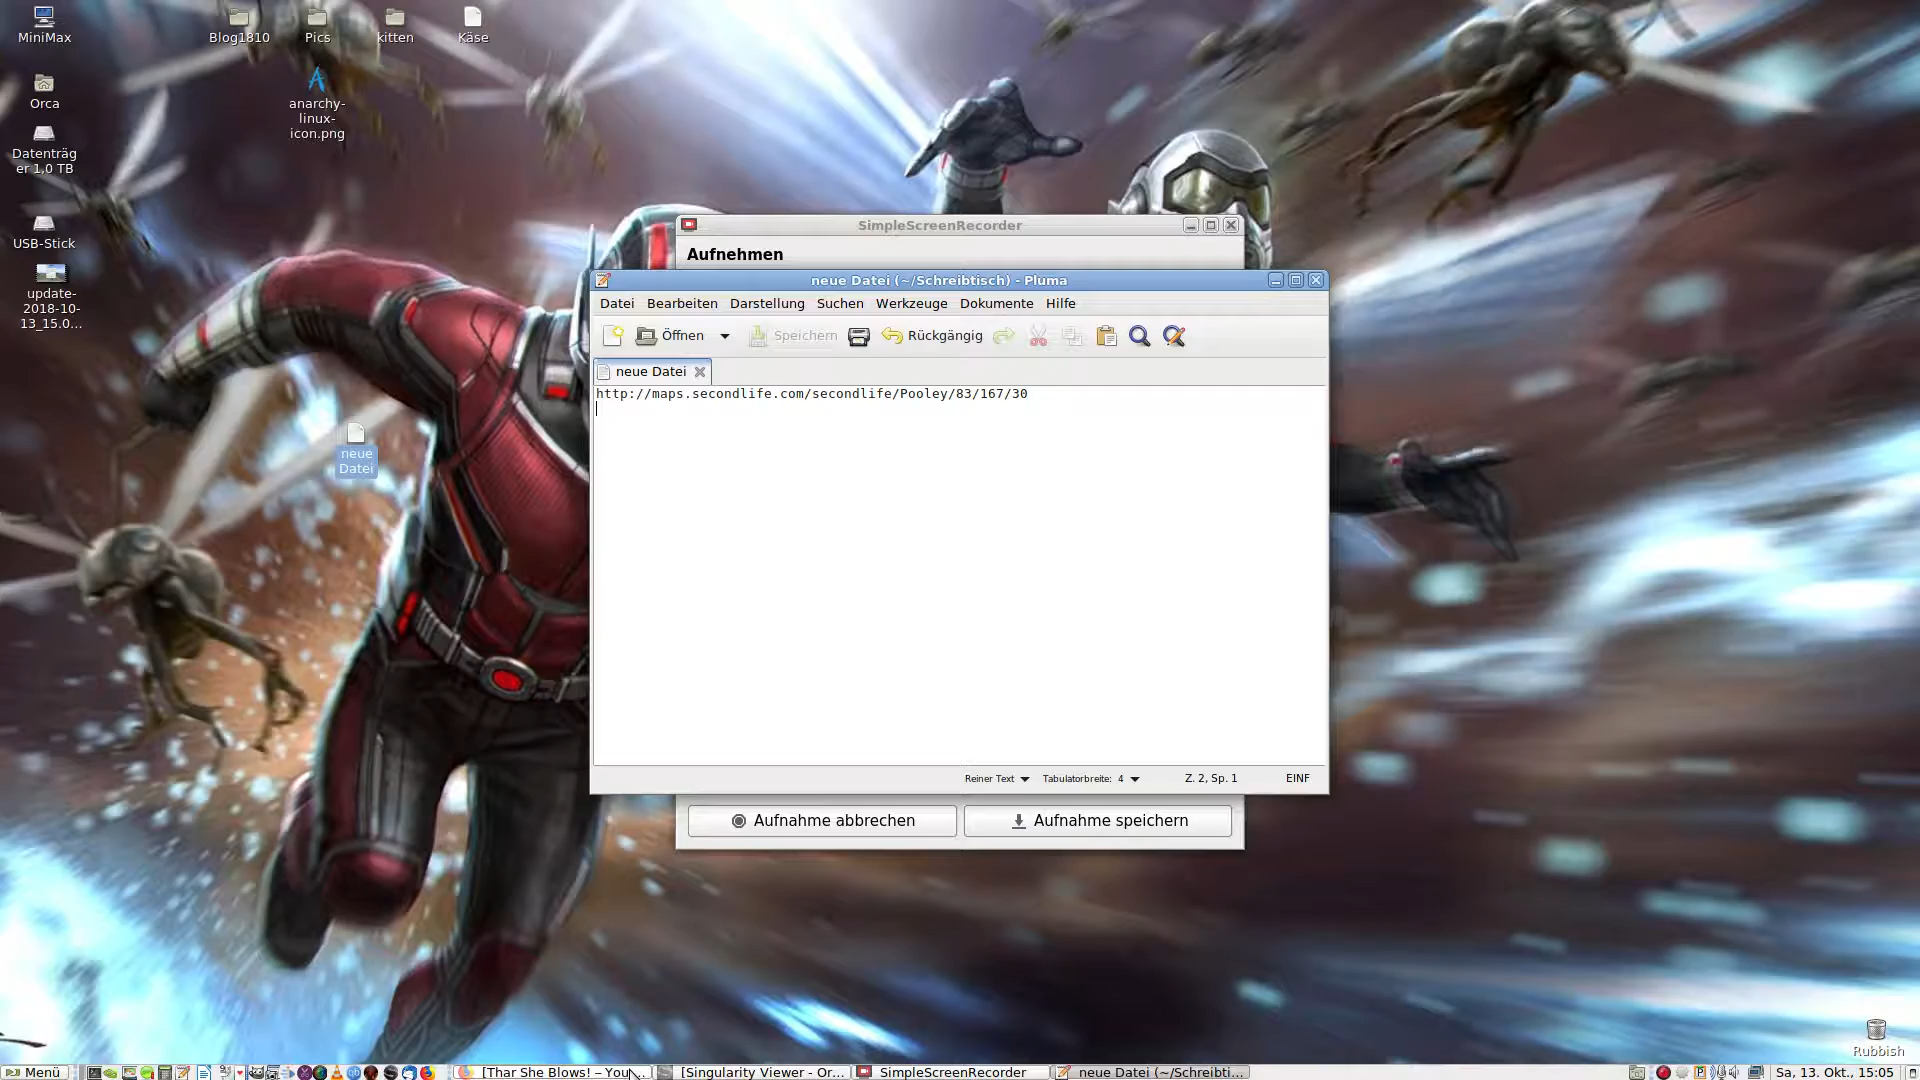 MiniMax
Blog1810
Pics
kitten
Käse
Orca
anarchy-
linux-
icon.png
Datenträg
er 1,0 TB
USB-Stick
update-
2018-10-
13_15.0...
neue
Datei
SimpleScreenRecorder
Aufnehmen
neue Datei (~/Schreibtisch) - Pluma
Datei Bearbeiten Darstellung Suchen Werkzeuge Dokumente Hilfe
Öffnen Speichern Rückgängig
neue Datei
http://maps.secondlife.com/secondlife/Pooley/83/167/30
Reiner Text Tabulatorbreite: 4 Z. 2, Sp. 1 EINF
Aufnahme abbrechen Aufnahme speichern
Rubbish
Menü [Thar She Blows! – You... [Singularity Viewer - Or... SimpleScreenRecorder neue Datei (~/Schreibti... Sa, 13. Okt., 15:05